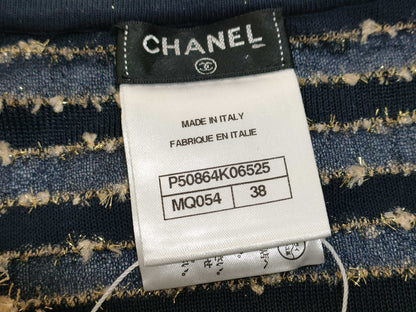 CHANEL
MADE IN ITALY
FABRIQUE EN ITALIE
P50864K06525
MQ054 38